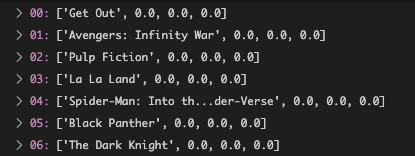 > 00: ['Get Out', 0.0, 0.0, 0.0]
> 01: ['Avengers: Infinity War', 0.0, 0.0, 0.0]
> 02: ['Pulp Fiction', 0.0, 0.0, 0.0]
> 03: ['La La Land', 0.0, 0.0, 0.0]
> 04: ['Spider-Man: Into th...der-Verse', 0.0, 0.0, 0.0]
> 05: ['Black Panther', 0.0, 0.0, 0.0]
> 06: ['The Dark Knight', 0.0, 0.0, 0.0]